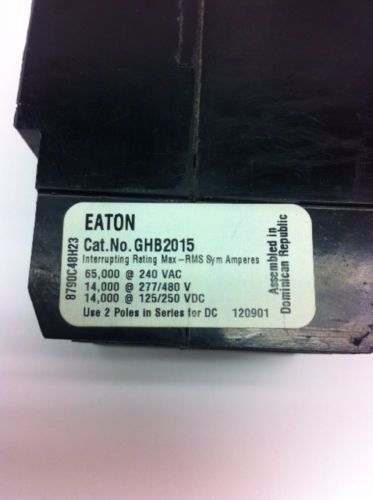 EATON
Cat.No. GHB2015
Interrupting Rating Max-RMS Sym Amperes
65,000 @ 240 VAC
14,000 @ 277/480 V
14,000 @ 125/250 VDC
Use 2 Poles in Series for DC 120901
8790C48H23
Assembled in
Dominican Republic